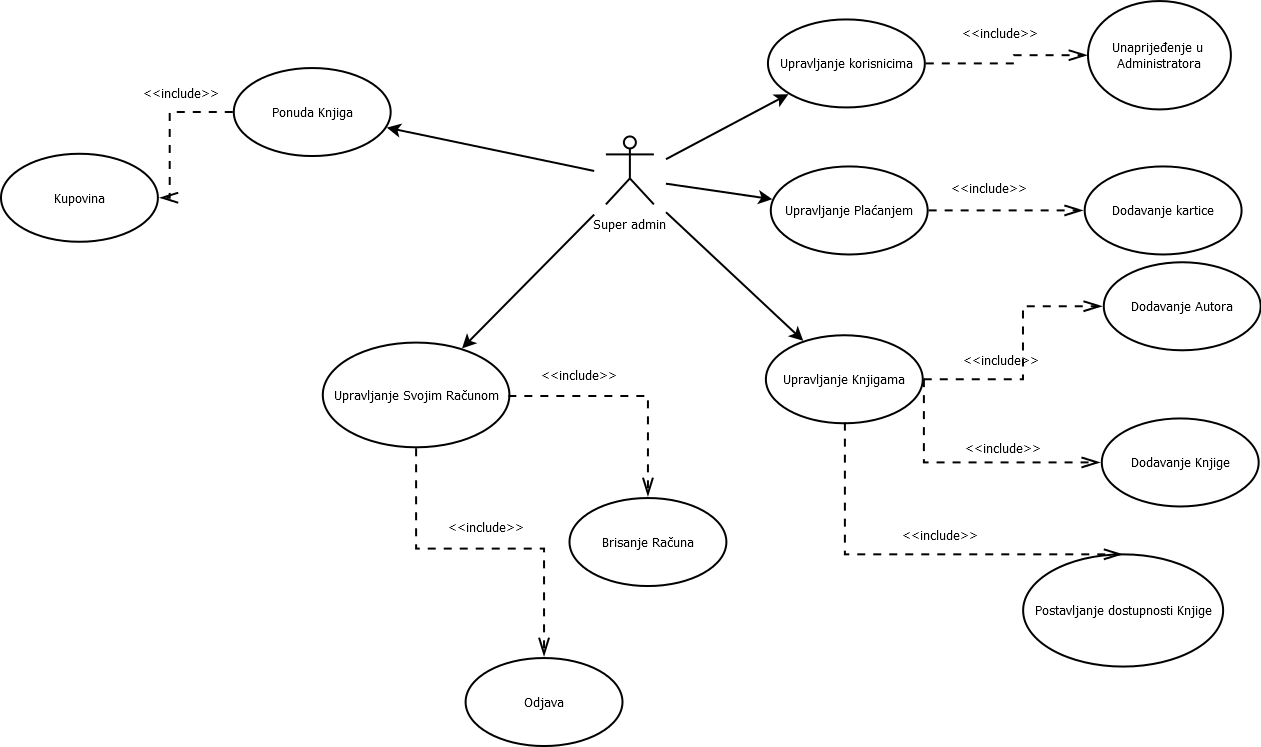 <<include>>
Unaprijeđenje u
Administratora
Upravljanje korisnicima
<<include>>
Ponuda Knjiga
Kupovina
Super admin
Upravljanje Plaćanjem
<<include>>
Dodavanje kartice
Dodavanje Autora
<<include>>
Upravljanje Knjigama
Upravljanje Svojim Računom
<<include>>
<<include>>
Dodavanje Knjige
<<include>>
Brisanje Računa
<<include>>
Postavljanje dostupnosti Knjige
Odjava